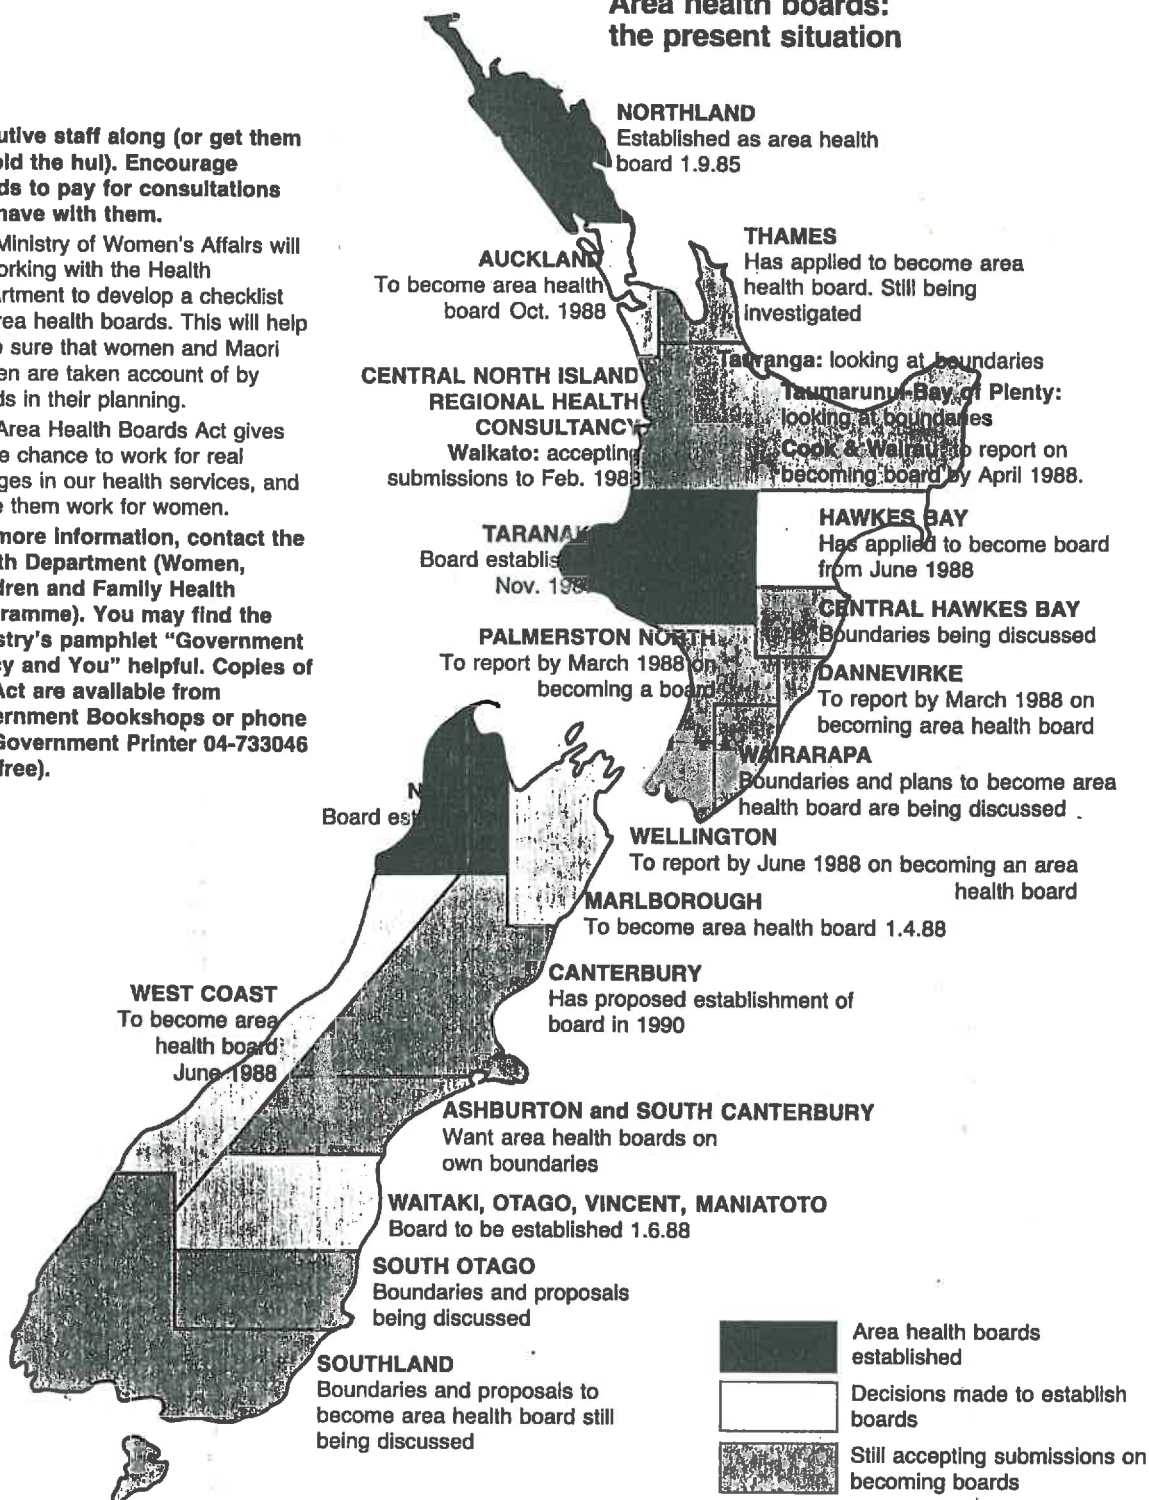 Area health boards:
the present situation
utive staff along (or get them
old the hui). Encourage
ds to pay for consultations
have with them.
Ministry of Women's Affairs will
orking with the Health
rtment to develop a checklist
rea health boards. This will help
sure that women and Maori
en are taken account of by
ds in their planning.
Area Health Boards Act gives
e chance to work for real
ges in our health services, and
e them work for women.
more information, contact the
th Department (Women,
dren and Family Health
ramme). You may find the
stry's pamphlet "Government
cy and You" helpful. Copies of
Act are available from
ernment Bookshops or phone
Government Printer 04-733046
free).
NORTHLAND
Established as area health
board 1.9.85
AUCKLAND
To become area health
board Oct. 1988
THAMES
Has applied to become area
health board. Still being
investigated
CENTRAL NORTH ISLAND
REGIONAL HEALTH
CONSULTANCY
Waikato: accepting
submissions to Feb. 1988
Tauranga: looking at boundaries
Taumarunui-Bay of Plenty:
looking at boundaries
Cook & Wairau: to report on
becoming board by April 1988.
TARANAK
Board establis
Nov. 198
HAWKES BAY
Has applied to become board
from June 1988
CENTRAL HAWKES BAY
Boundaries being discussed
PALMERSTON NORTH
To report by March 1988 on
becoming a board
DANNEVIRKE
To report by March 1988 on
becoming area health board
WAIRARAPA
Boundaries and plans to become area
health board are being discussed .
N
Board est
WELLINGTON
To report by June 1988 on becoming an area
health board
MARLBOROUGH
To become area health board 1.4.88
CANTERBURY
Has proposed establishment of
board in 1990
WEST COAST
To become area
health board
June 1988
ASHBURTON and SOUTH CANTERBURY
Want area health boards on
own boundaries
WAITAKI, OTAGO, VINCENT, MANIATOTO
Board to be established 1.6.88
SOUTH OTAGO
Boundaries and proposals
being discussed
SOUTHLAND
Boundaries and proposals to
become area health board still
being discussed
Area health boards
established
Decisions made to establish
boards
Still accepting submissions on
becoming boards